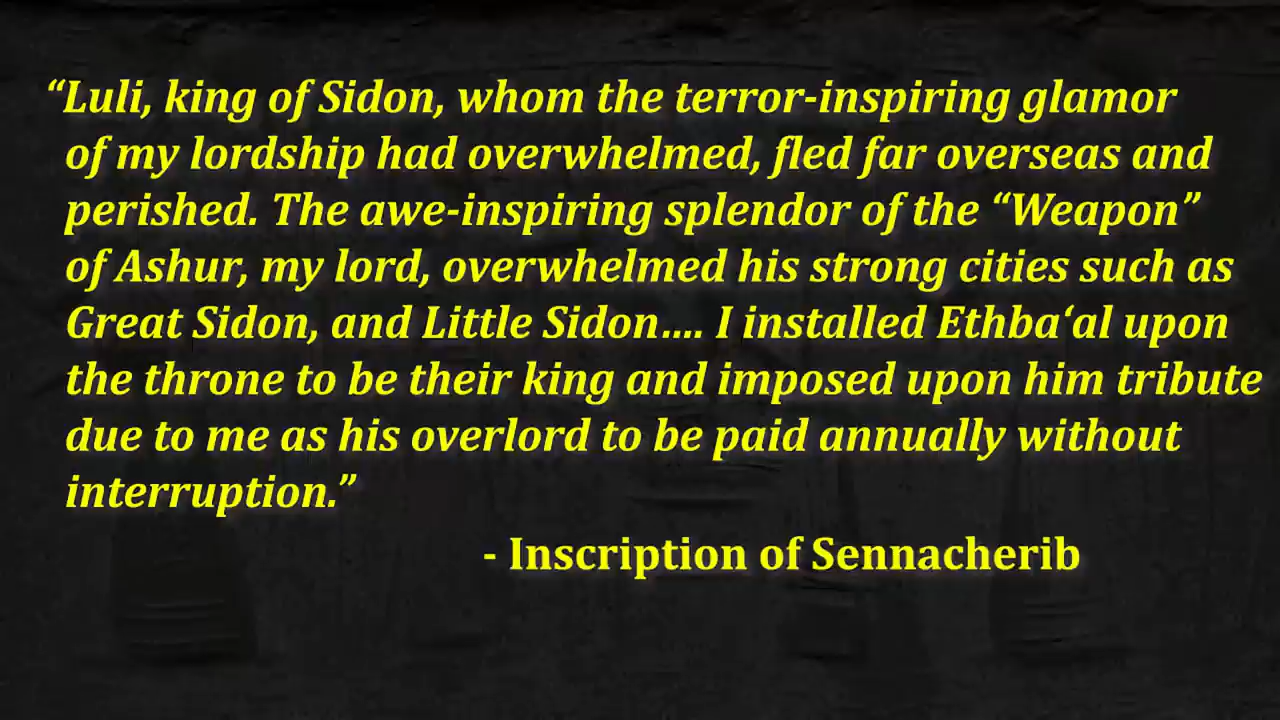 “Luli, king of Sidon, whom the terror-inspiring glamor
of my lordship had overwhelmed, fled far overseas and
perished. The awe-inspiring splendor of the “Weapon”
of Ashur, my lord, overwhelmed his strong cities such as
Great Sidon, and Little Sidon…. I installed Ethba‘al upon
the throne to be their king and imposed upon him tribute
due to me as his overlord to be paid annually without
interruption.”
- Inscription of Sennacherib